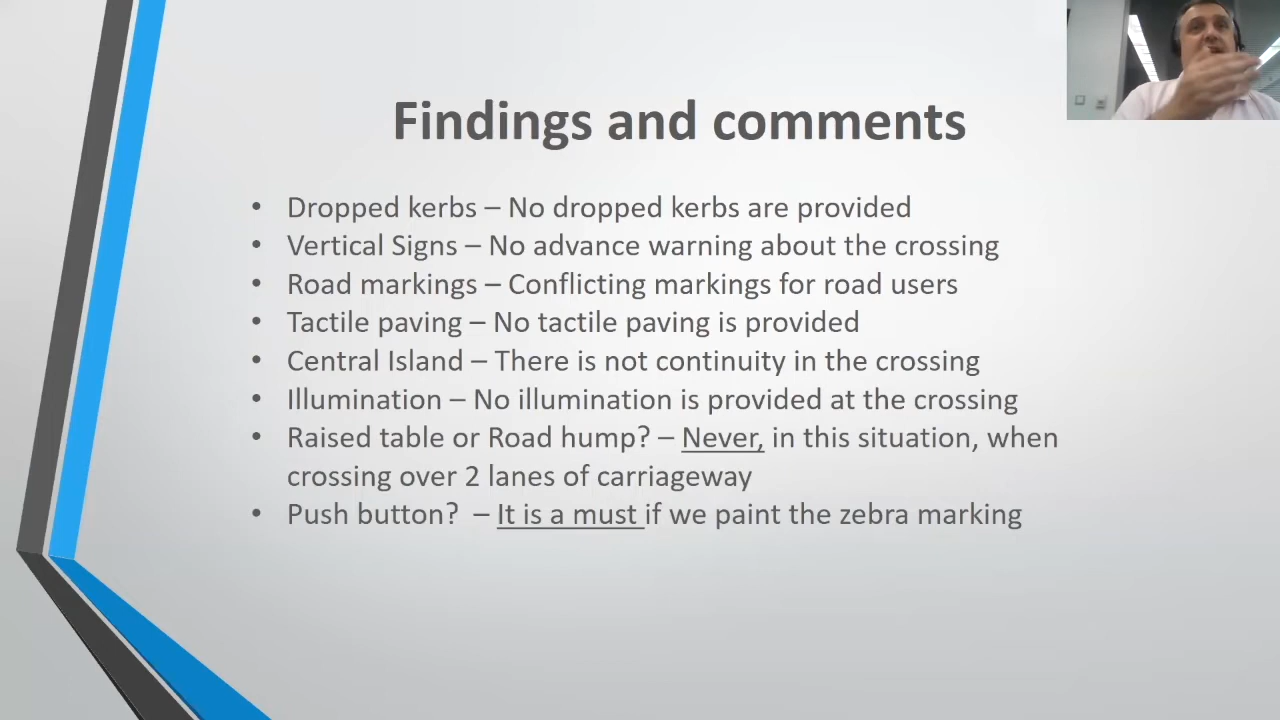 Findings and comments
• Dropped kerbs – No dropped kerbs are provided
• Vertical Signs – No advance warning about the crossing
• Road markings – Conflicting markings for road users
• Tactile paving – No tactile paving is provided
• Central Island – There is not continuity in the crossing
• Illumination – No illumination is provided at the crossing
• Raised table or Road hump? – Never, in this situation, when
crossing over 2 lanes of carriageway
• Push button?  – It is a must if we paint the zebra marking